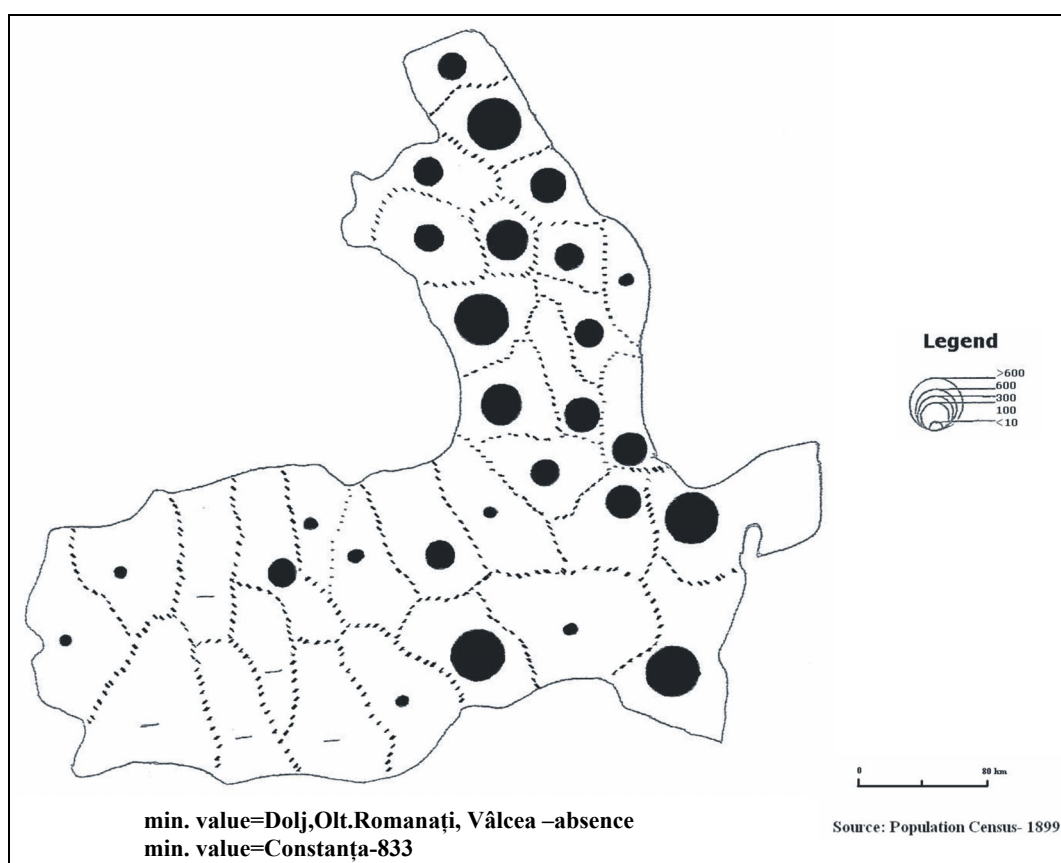 Legend
>600
600
300
100
<10
0 80 km
min. value=Dolj,Olt.Romanați, Vâlcea –absence
min. value=Constanța-833
Source: Population Census- 1899